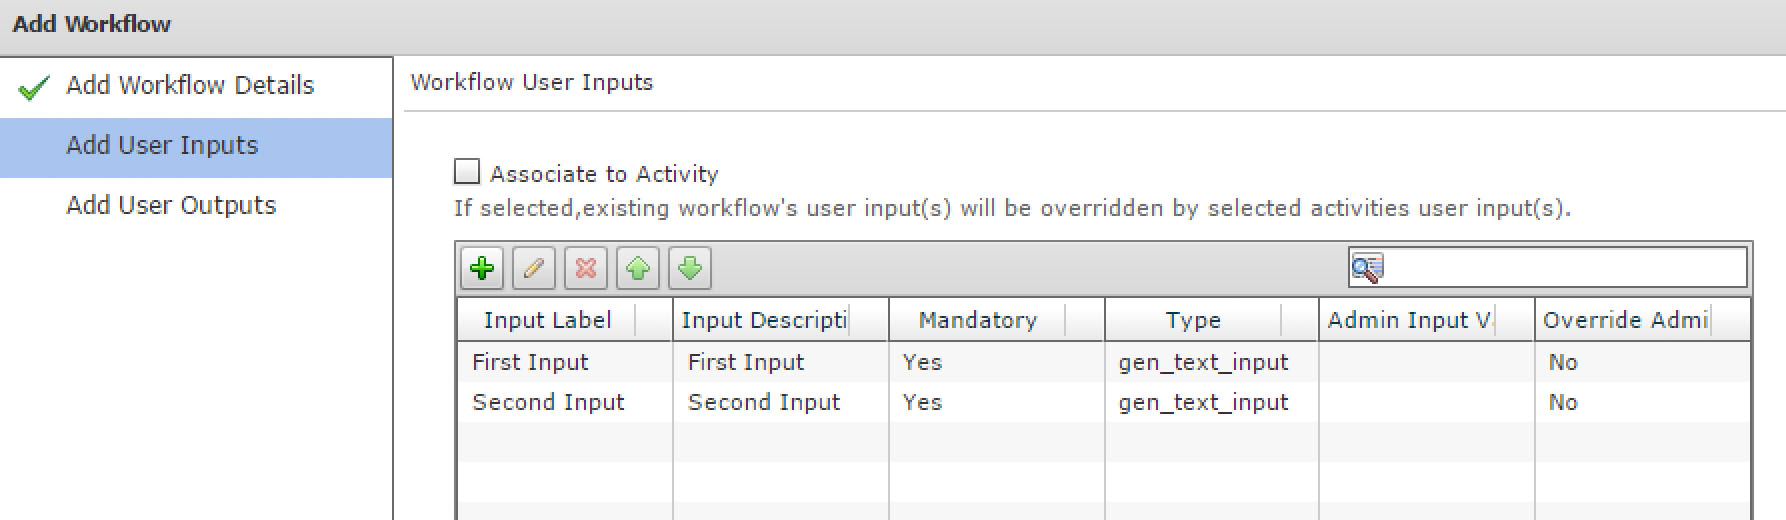 Add Workflow
Add Workflow Details
Add User Inputs
Add User Outputs
Workflow User Inputs
Associate to Activity
If selected,existing workflow's user input(s) will be overridden by selected activities user input(s).
Input Label Input Descripti Mandatory Type Admin Input V Override Admi
First Input First Input Yes gen_text_input No
Second Input Second Input Yes gen_text_input No